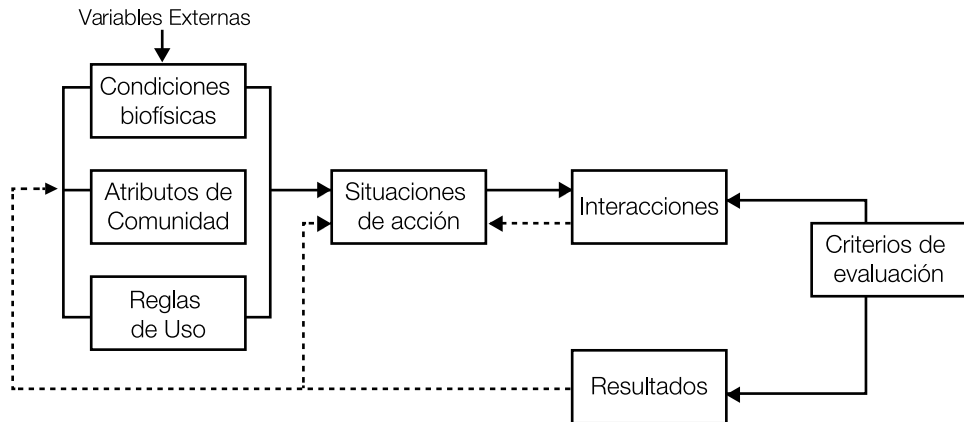 Variables Externas
Condiciones
biofísicas
Atributos de
Comunidad
Reglas
de Uso
Situaciones
de acción
Interacciones
Criterios de
evaluación
Resultados